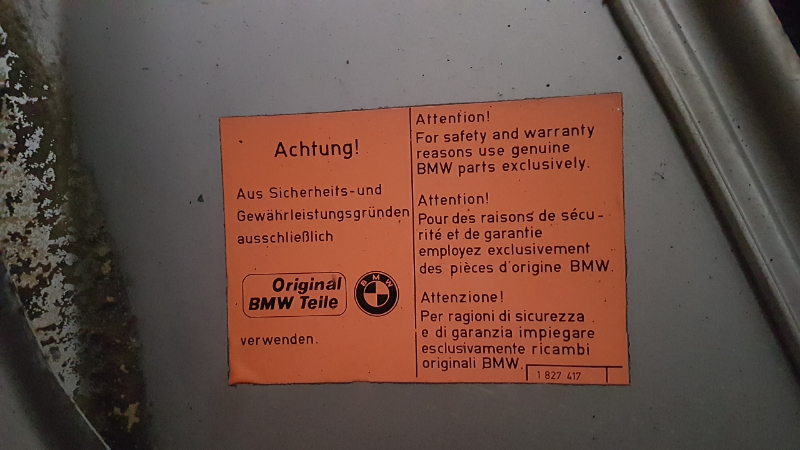 Achtung!
Aus Sicherheits-und
Gewährleistungsgründen
ausschließlich
Original
BMW Teile
BMW
verwenden.
Attention!
For safety and warranty
reasons use genuine
BMW parts exclusively.
Attention!
Pour des raisons de sécu-
rité et de garantie
employez exclusivement
des pièces d'origine BMW.
Attenzione!
Per ragioni di sicurezza
e di garanzia impiegare
esclusivamente ricambi
originali BMW.
1 827 417